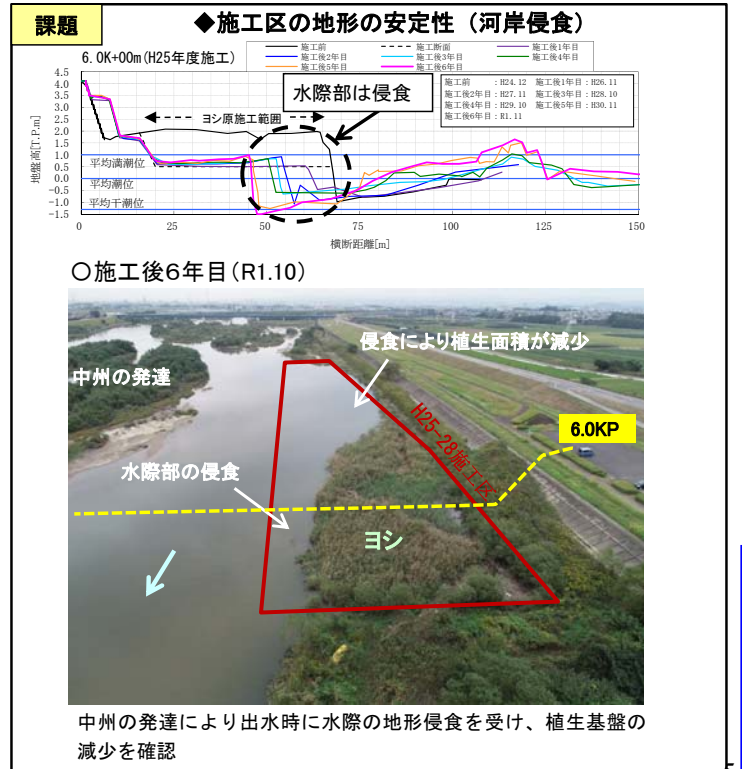 課題
◆施工区の地形の安定性（河岸侵食）
6.0K+00m(H25年度施工)
施工前
施工断面
施工後1年目
施工後2年目
施工後3年目
施工後4年目
施工後5年目
施工後6年目
施工前 :H24.12 施工後1年目:H26.11
施工後2年目:H27.11 施工後3年目:H28.10
施工後4年目:H29.10 施工後5年目:H30.11
施工後6年目:R1.11
水際部は侵食
ヨシ原施工範囲
地盤高[T.P.m]
4.5
4.0
3.5
3.0
2.5
2.0
1.5
1.0
0.5
0.0
-0.5
-1.0
-1.5
平均満潮位
平均潮位
平均干潮位
0 25 50 75 100 125 150
横断距離[m]
〇施工後６年目(R1.10)
侵食により植生面積が減少
中州の発達
H25-28施工区
6.0KP
水際部の侵食
ヨシ
中州の発達により出水時に水際の地形侵食を受け、植生基盤の
減少を確認